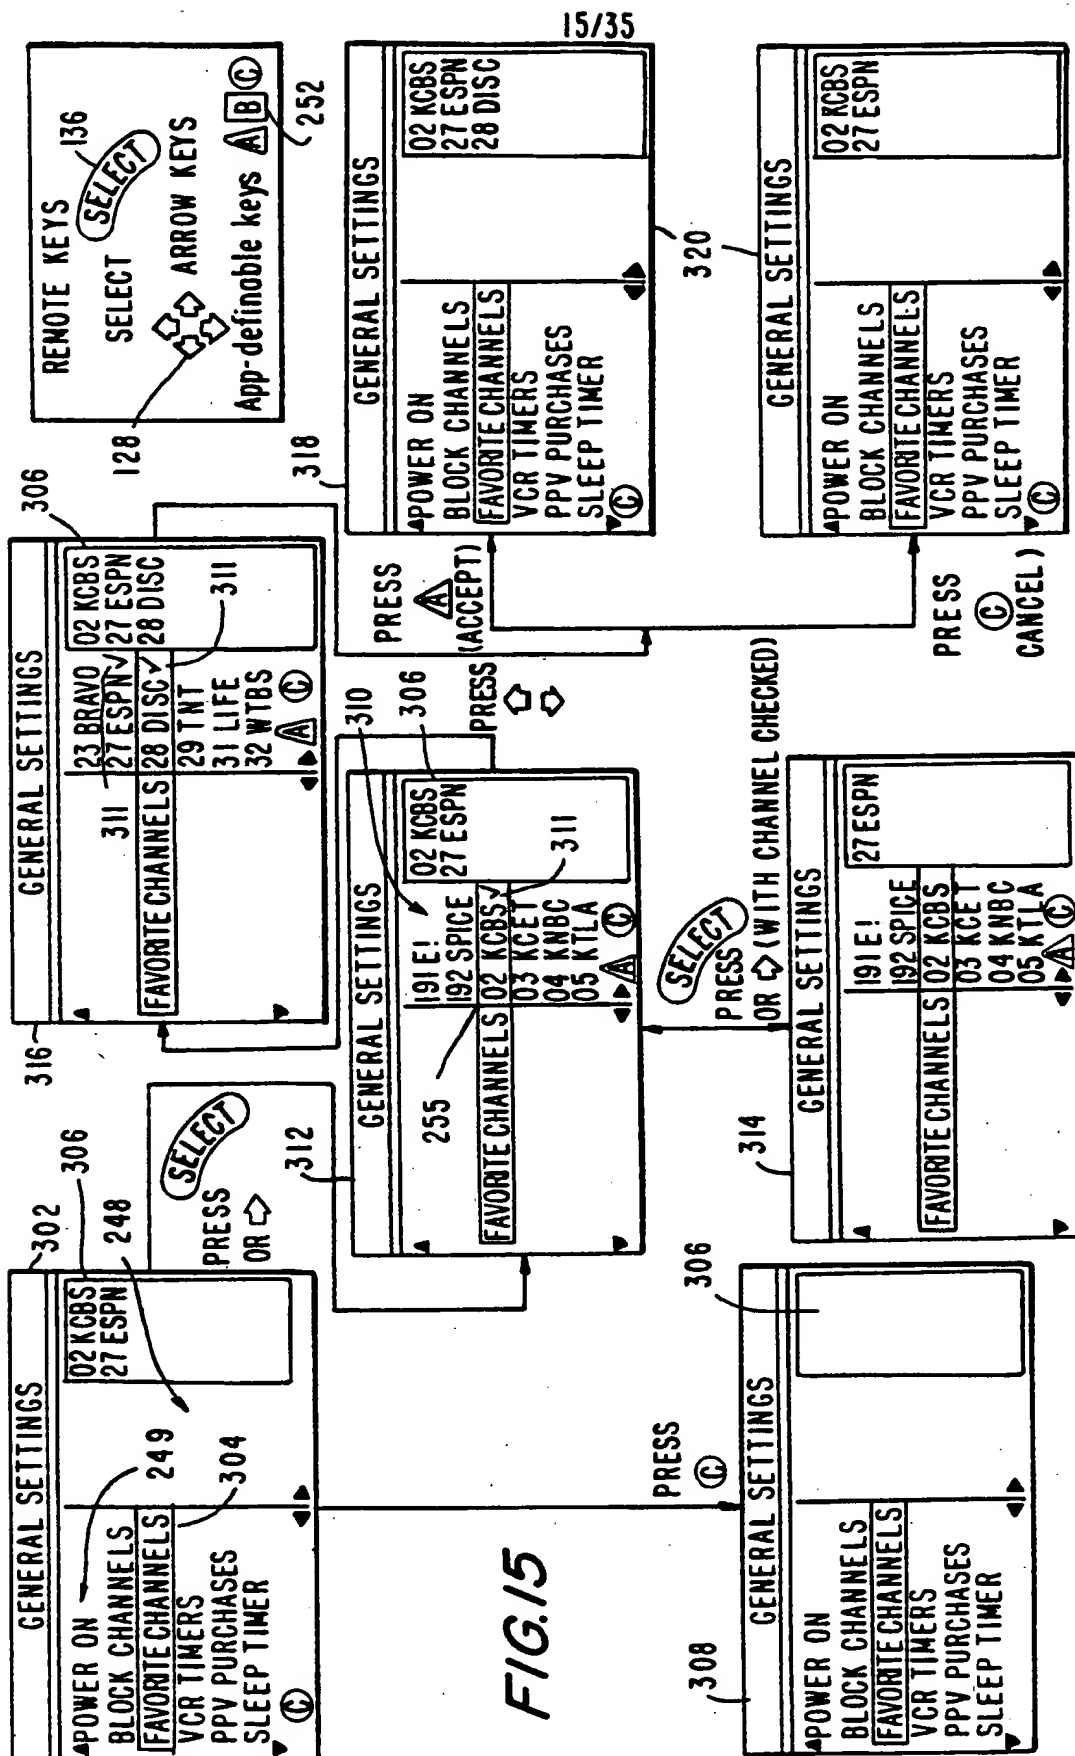 15/35
REMOTE KEYS
SELECT
SELECT
136
128
ARROW KEYS
App-definable keys A B C
252
302
GENERAL SETTINGS
POWER ON
BLOCK CHANNELS
FAVORITE CHANNELS
VCR TIMERS
PPV PURCHASES
SLEEP TIMER
C
02 KCBS
27 ESPN
249
304
248
306
PRESS
SELECT
OR
PRESS
C
308
GENERAL SETTINGS
POWER ON
BLOCK CHANNELS
FAVORITE CHANNELS
VCR TIMERS
PPV PURCHASES
SLEEP TIMER
306
312
GENERAL SETTINGS
FAVORITE CHANNELS
191 E!
192 SPICE
02 KCBS
03 KCET
04 KNBC
05 KTLA
A C
02 KCBS
27 ESPN
255
310
306
311
SELECT
PRESS
OR (WITH CHANNEL CHECKED)
314
GENERAL SETTINGS
FAVORITE CHANNELS
191 E!
192 SPICE
02 KCBS
03 KCET
04 KNBC
05 KTLA
A C
27 ESPN
PRESS
316
GENERAL SETTINGS
FAVORITE CHANNELS
23 BRAVO
27 ESPN
28 DISC
29 TNT
31 LIFE
32 WTBS
A C
02 KCBS
27 ESPN
28 DISC
306
311
311
PRESS
A
(ACCEPT)
318
GENERAL SETTINGS
POWER ON
BLOCK CHANNELS
FAVORITE CHANNELS
VCR TIMERS
PPV PURCHASES
SLEEP TIMER
C
02 KCBS
27 ESPN
28 DISC
320
PRESS
C
CANCEL)
GENERAL SETTINGS
POWER ON
BLOCK CHANNELS
FAVORITE CHANNELS
VCR TIMERS
PPV PURCHASES
SLEEP TIMER
C
02 KCBS
27 ESPN
FIG.15